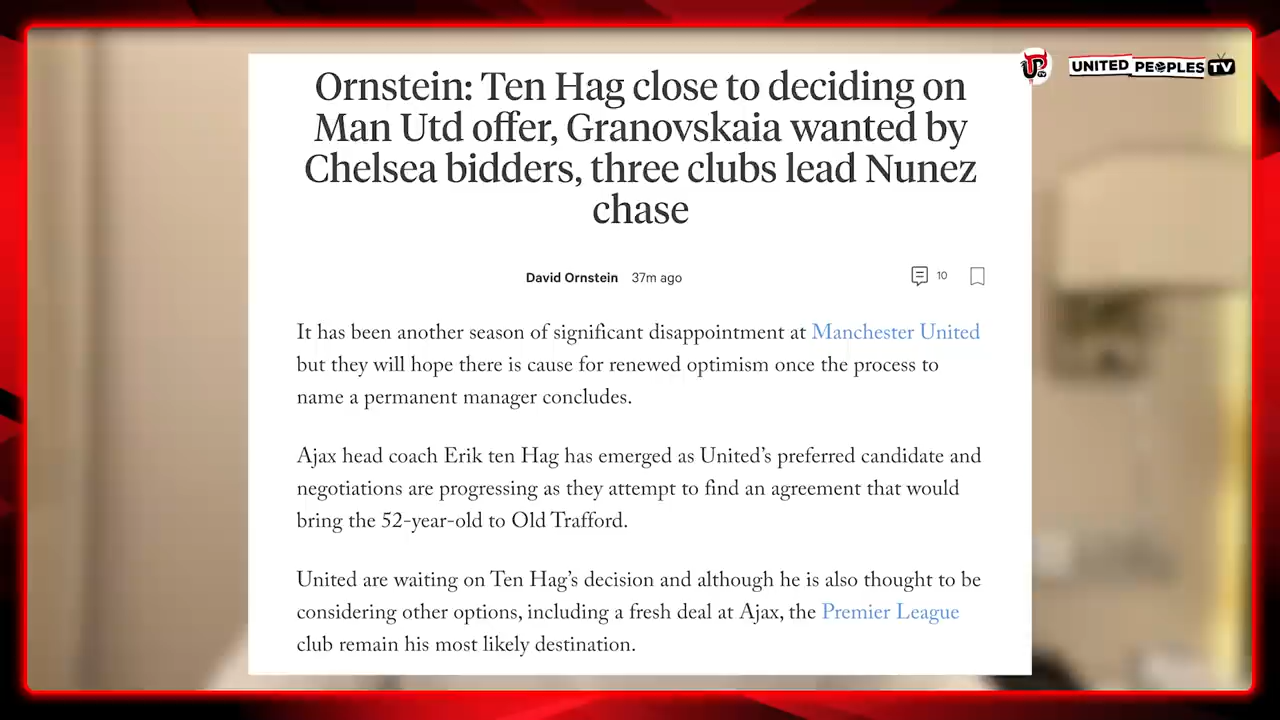 UP
TV
UNITED PEOPLES TV
Ornstein: Ten Hag close to deciding on
Man Utd offer, Granovskaia wanted by
Chelsea bidders, three clubs lead Nunez
chase
David Ornstein 37m ago
10
It has been another season of significant disappointment at Manchester United
but they will hope there is cause for renewed optimism once the process to
name a permanent manager concludes.
Ajax head coach Erik ten Hag has emerged as United’s preferred candidate and
negotiations are progressing as they attempt to find an agreement that would
bring the 52-year-old to Old Trafford.
United are waiting on Ten Hag’s decision and although he is also thought to be
considering other options, including a fresh deal at Ajax, the Premier League
club remain his most likely destination.